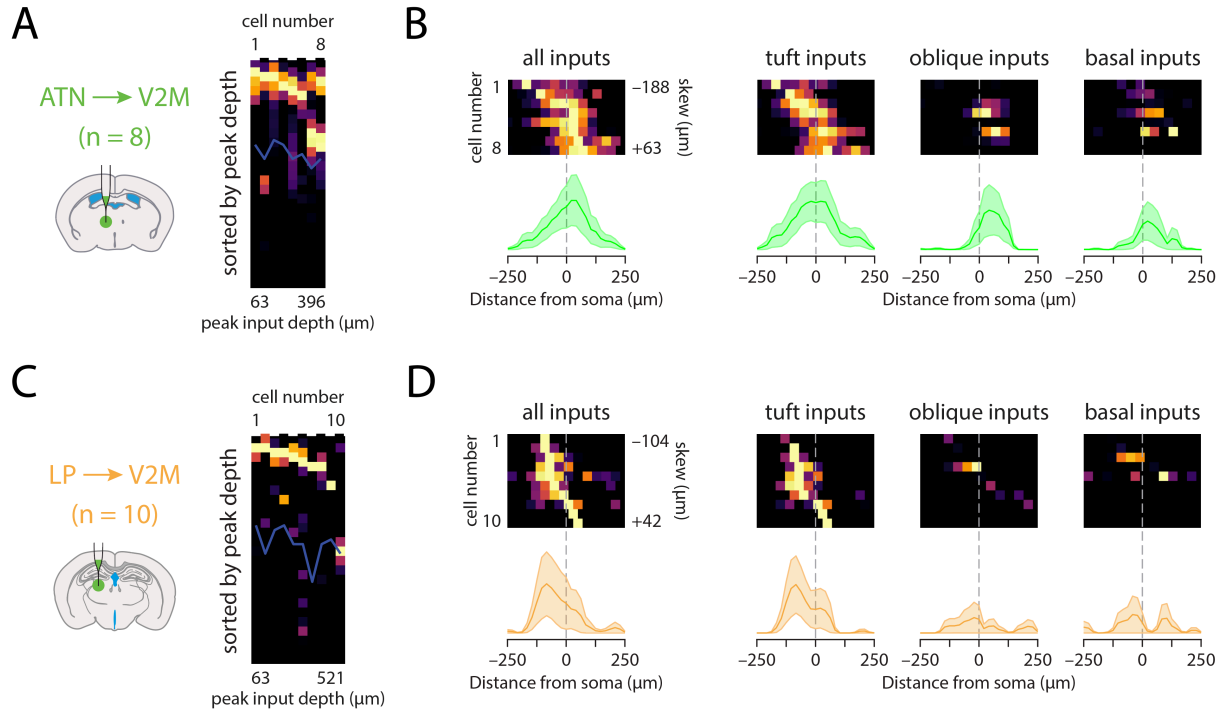 A
cell number
1 8
ATN → V2M
(n = 8)
sorted by peak depth
63 396
peak input depth (µm)
B
all inputs
tuft inputs
oblique inputs
basal inputs
cell number
1
8
−188
+63
skew (µm)
−250 0 250
−250 0 250
−250 0 250
−250 0 250
Distance from soma (µm)
Distance from soma (µm)
C
cell number
1 10
LP → V2M
(n = 10)
sorted by peak depth
63 521
peak input depth (µm)
D
all inputs
tuft inputs
oblique inputs
basal inputs
cell number
1
10
−104
+42
skew (µm)
−250 0 250
−250 0 250
−250 0 250
−250 0 250
Distance from soma (µm)
Distance from soma (µm)